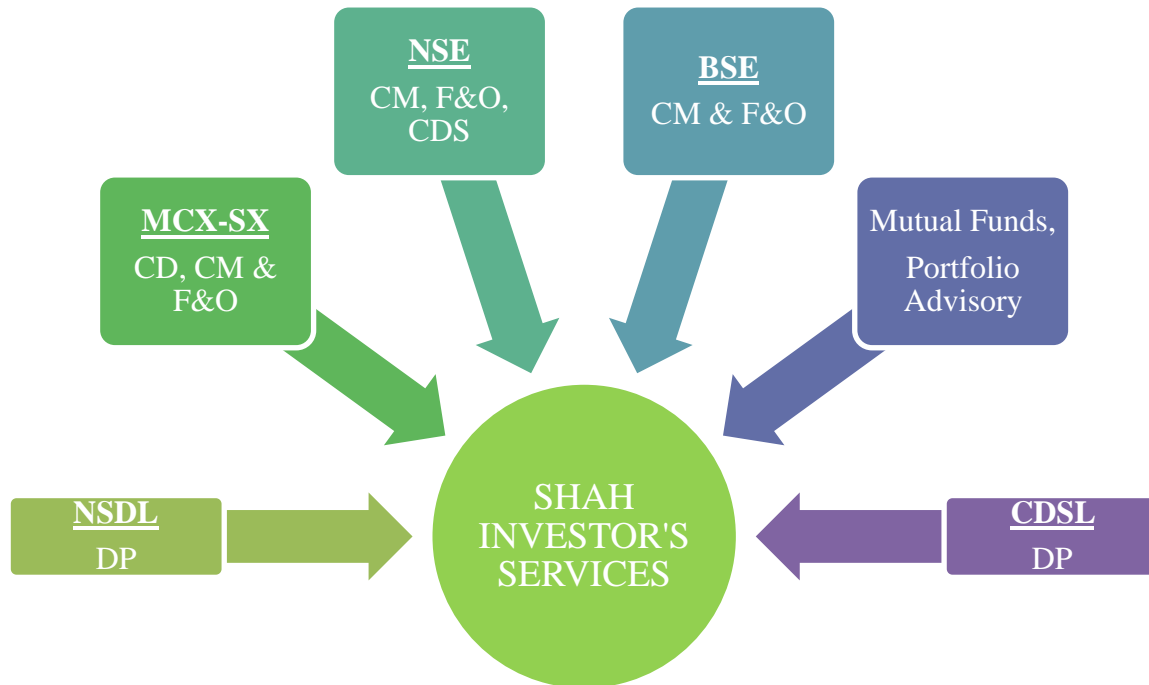 NSE
CM, F&O,
CDS
BSE
CM & F&O
MCX-SX
CD, CM &
F&O
Mutual Funds,
Portfolio
Advisory
NSDL
DP
SHAH
INVESTOR'S
SERVICES
CDSL
DP